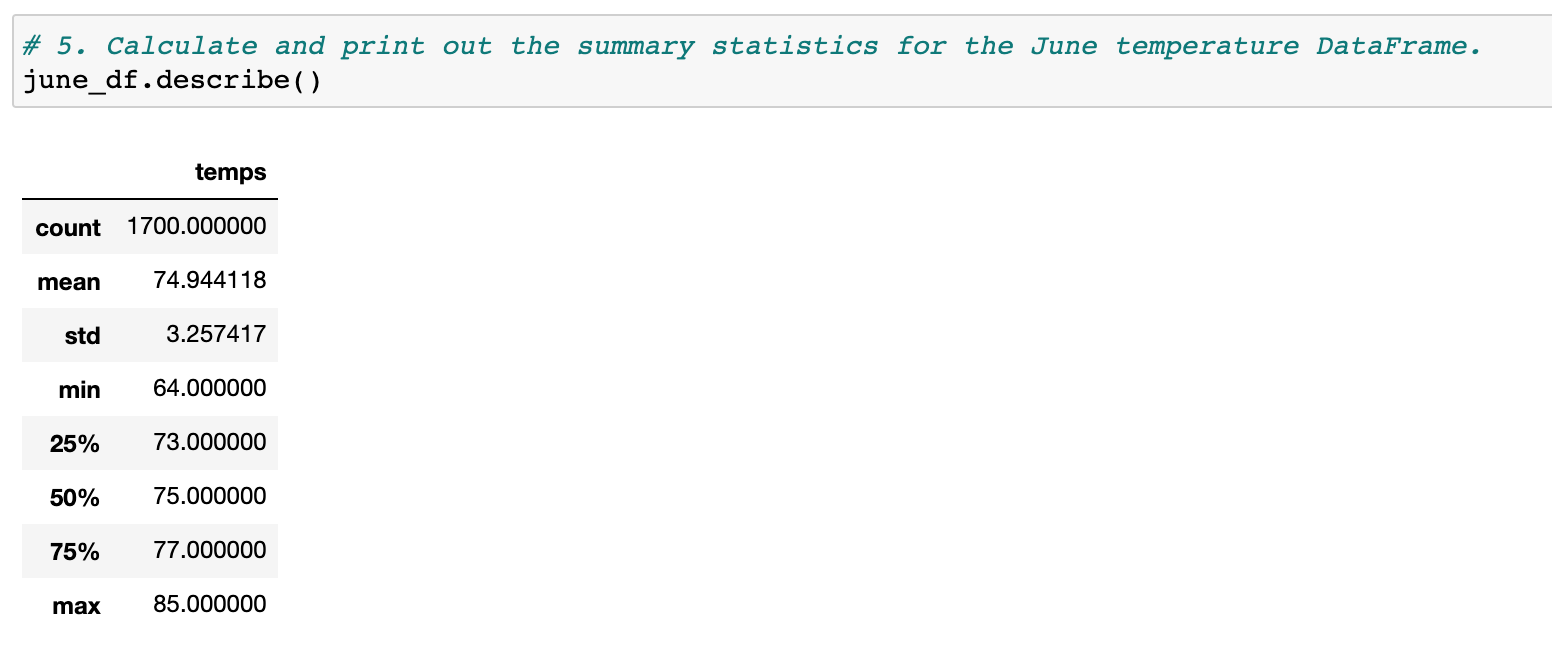 # 5. Calculate and print out the summary statistics for the June temperature DataFrame.
june_df.describe()
temps
count 1700.000000
mean 74.944118
std 3.257417
min 64.000000
25% 73.000000
50% 75.000000
75% 77.000000
max 85.000000